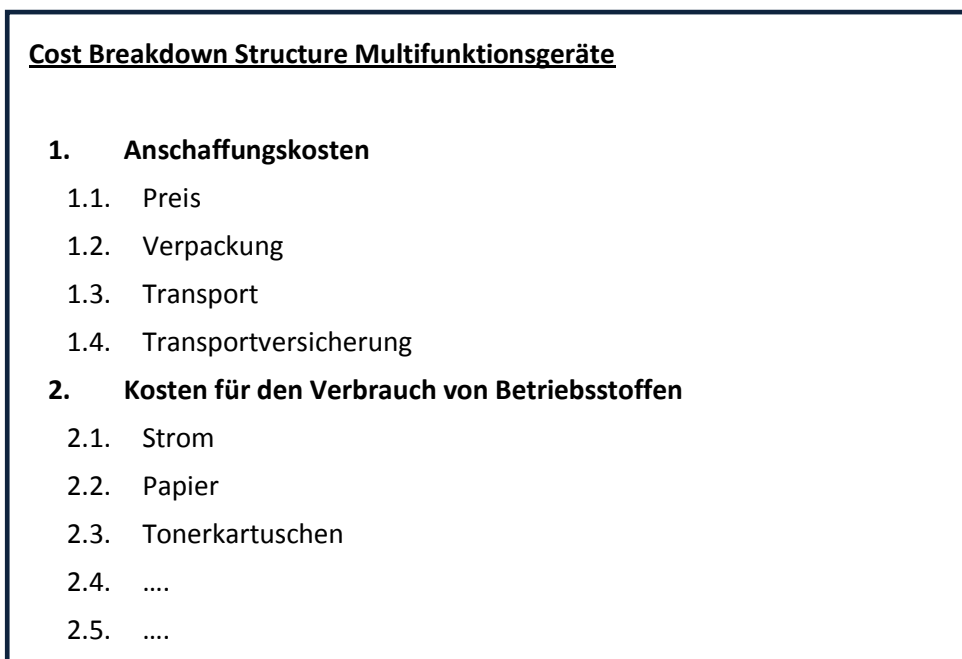 Cost Breakdown Structure Multifunktionsgeräte
1. Anschaffungskosten
1.1. Preis
1.2. Verpackung
1.3. Transport
1.4. Transportversicherung
2. Kosten für den Verbrauch von Betriebsstoffen
2.1. Strom
2.2. Papier
2.3. Tonerkartuschen
2.4. ….
2.5. ….